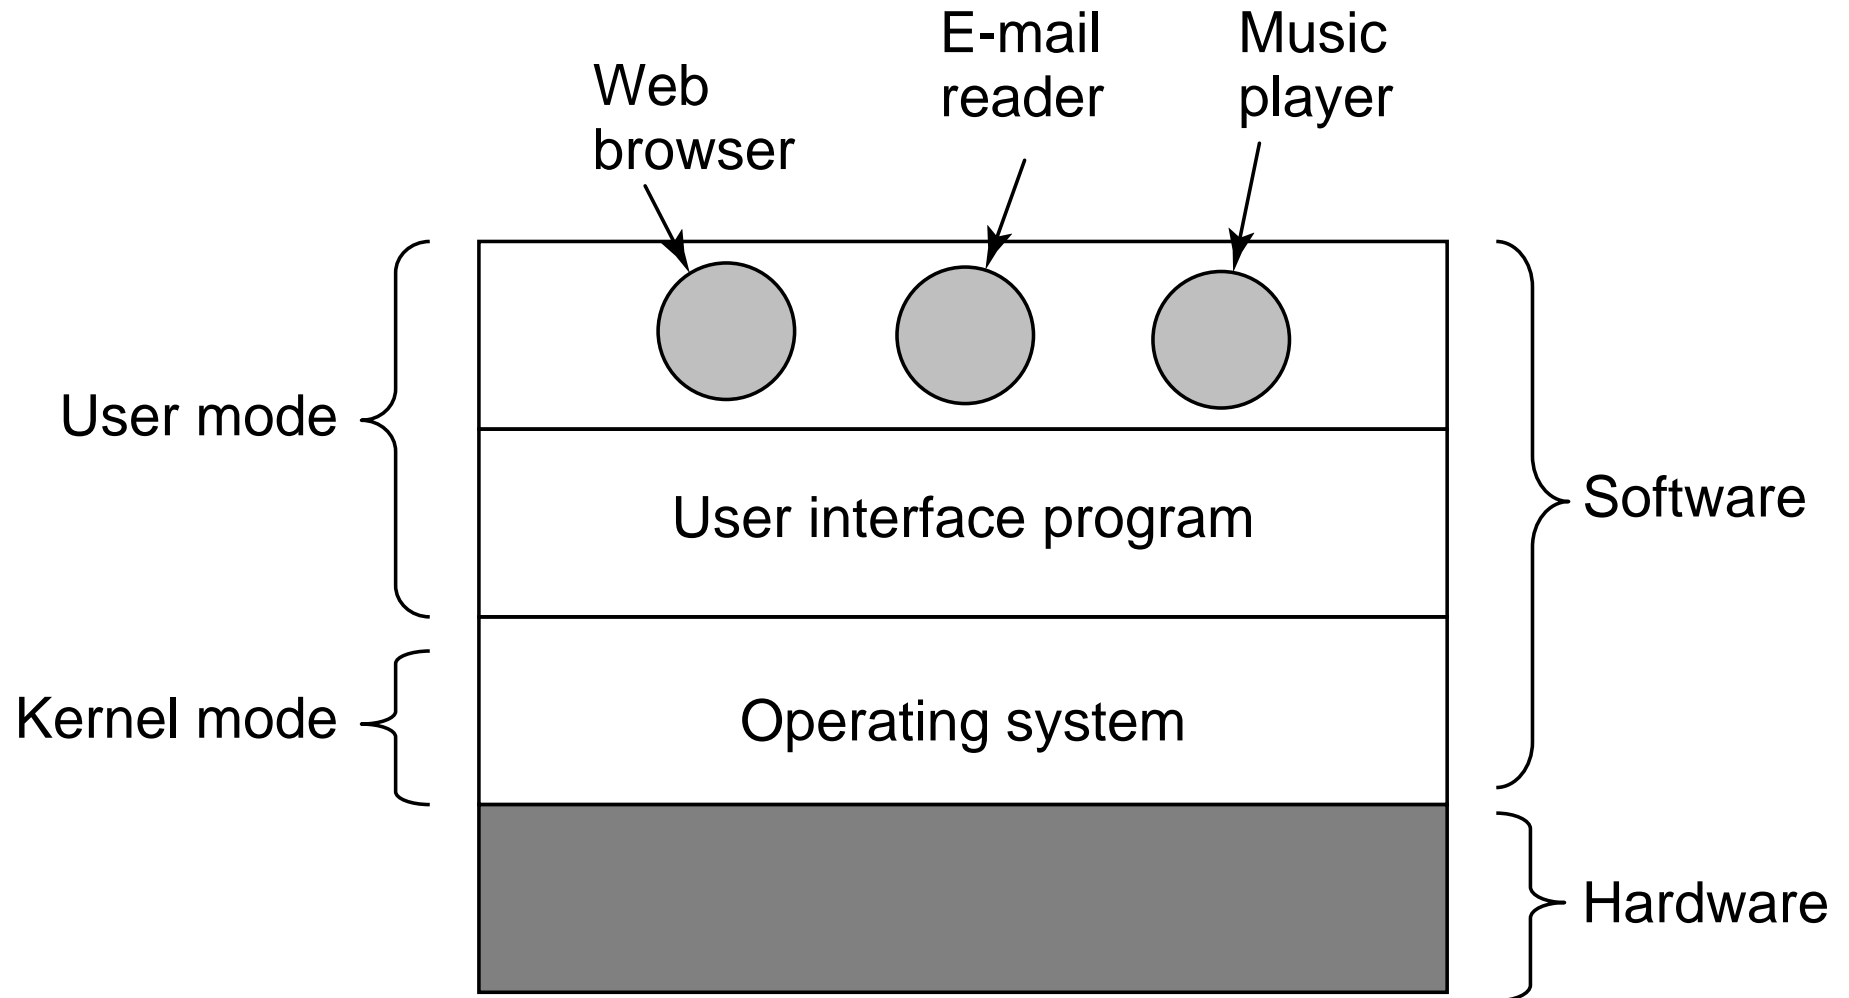 E-mail
reader
Music
player
Web
browser
User mode
User interface program
Software
Kernel mode
Operating system
Hardware